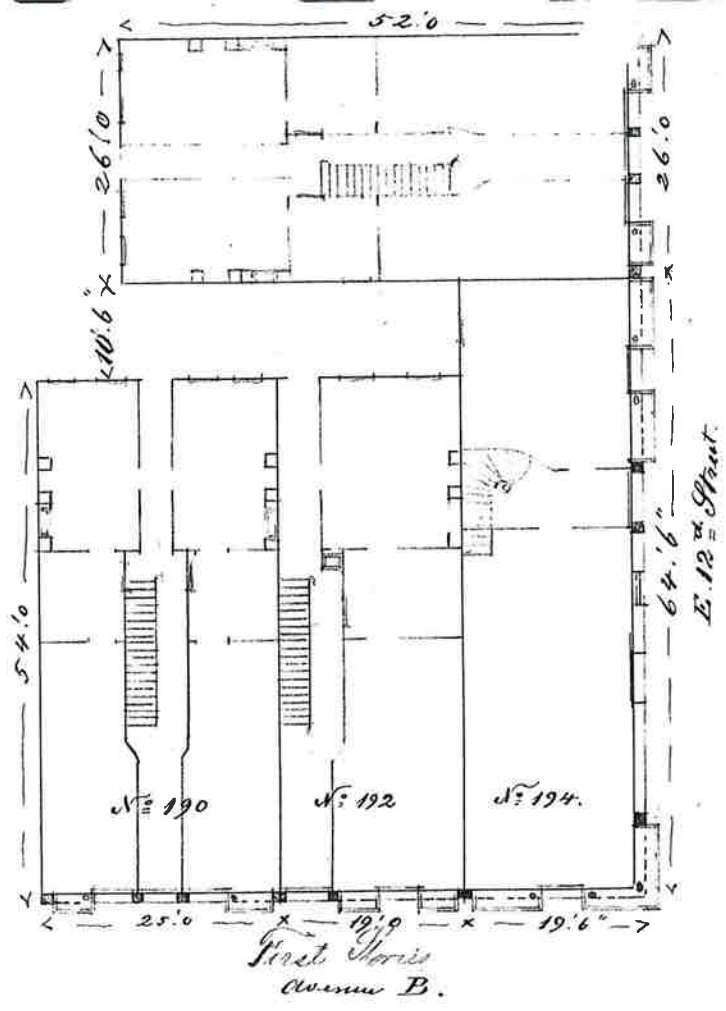 52'.0
26'.0
26'.0
10'.6"
54'.0
64.'6"
E. 12th Street.
No 190
No 192
No 194.
25'.0 x 19'.0 x 19'.6"
First Stories
Avenue B.